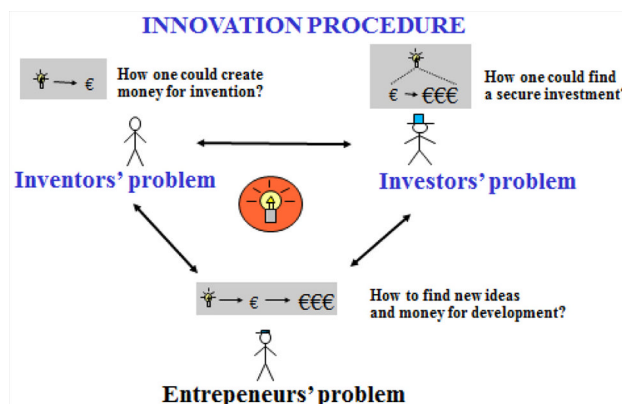 INNOVATION PROCEDURE
€
How one could create
money for invention?
€ €€€
How one could find
a secure investment?
Inventors’ problem
Investors’ problem
€ €€€
How to find new ideas
and money for development?
Entrepeneurs’ problem